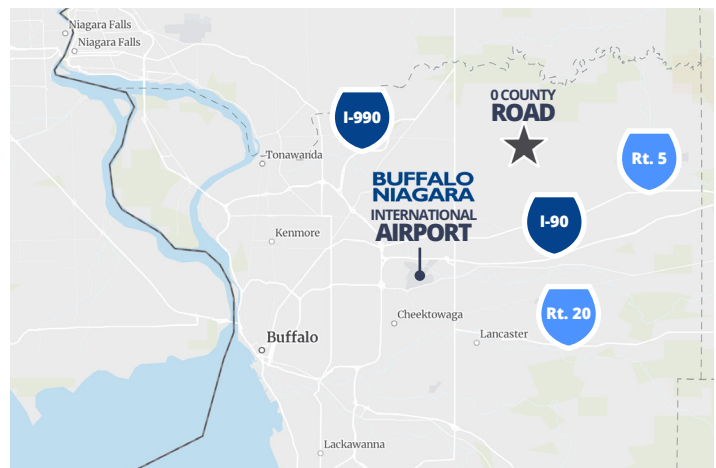 Niagara Falls
Niagara Falls
0 COUNTY
ROAD
I-990
Rt. 5
Tonawanda
BUFFALO
NIAGARA
INTERNATIONAL
AIRPORT
I-90
Kenmore
Rt. 20
Cheektowaga
Lancaster
Buffalo
Lackawanna